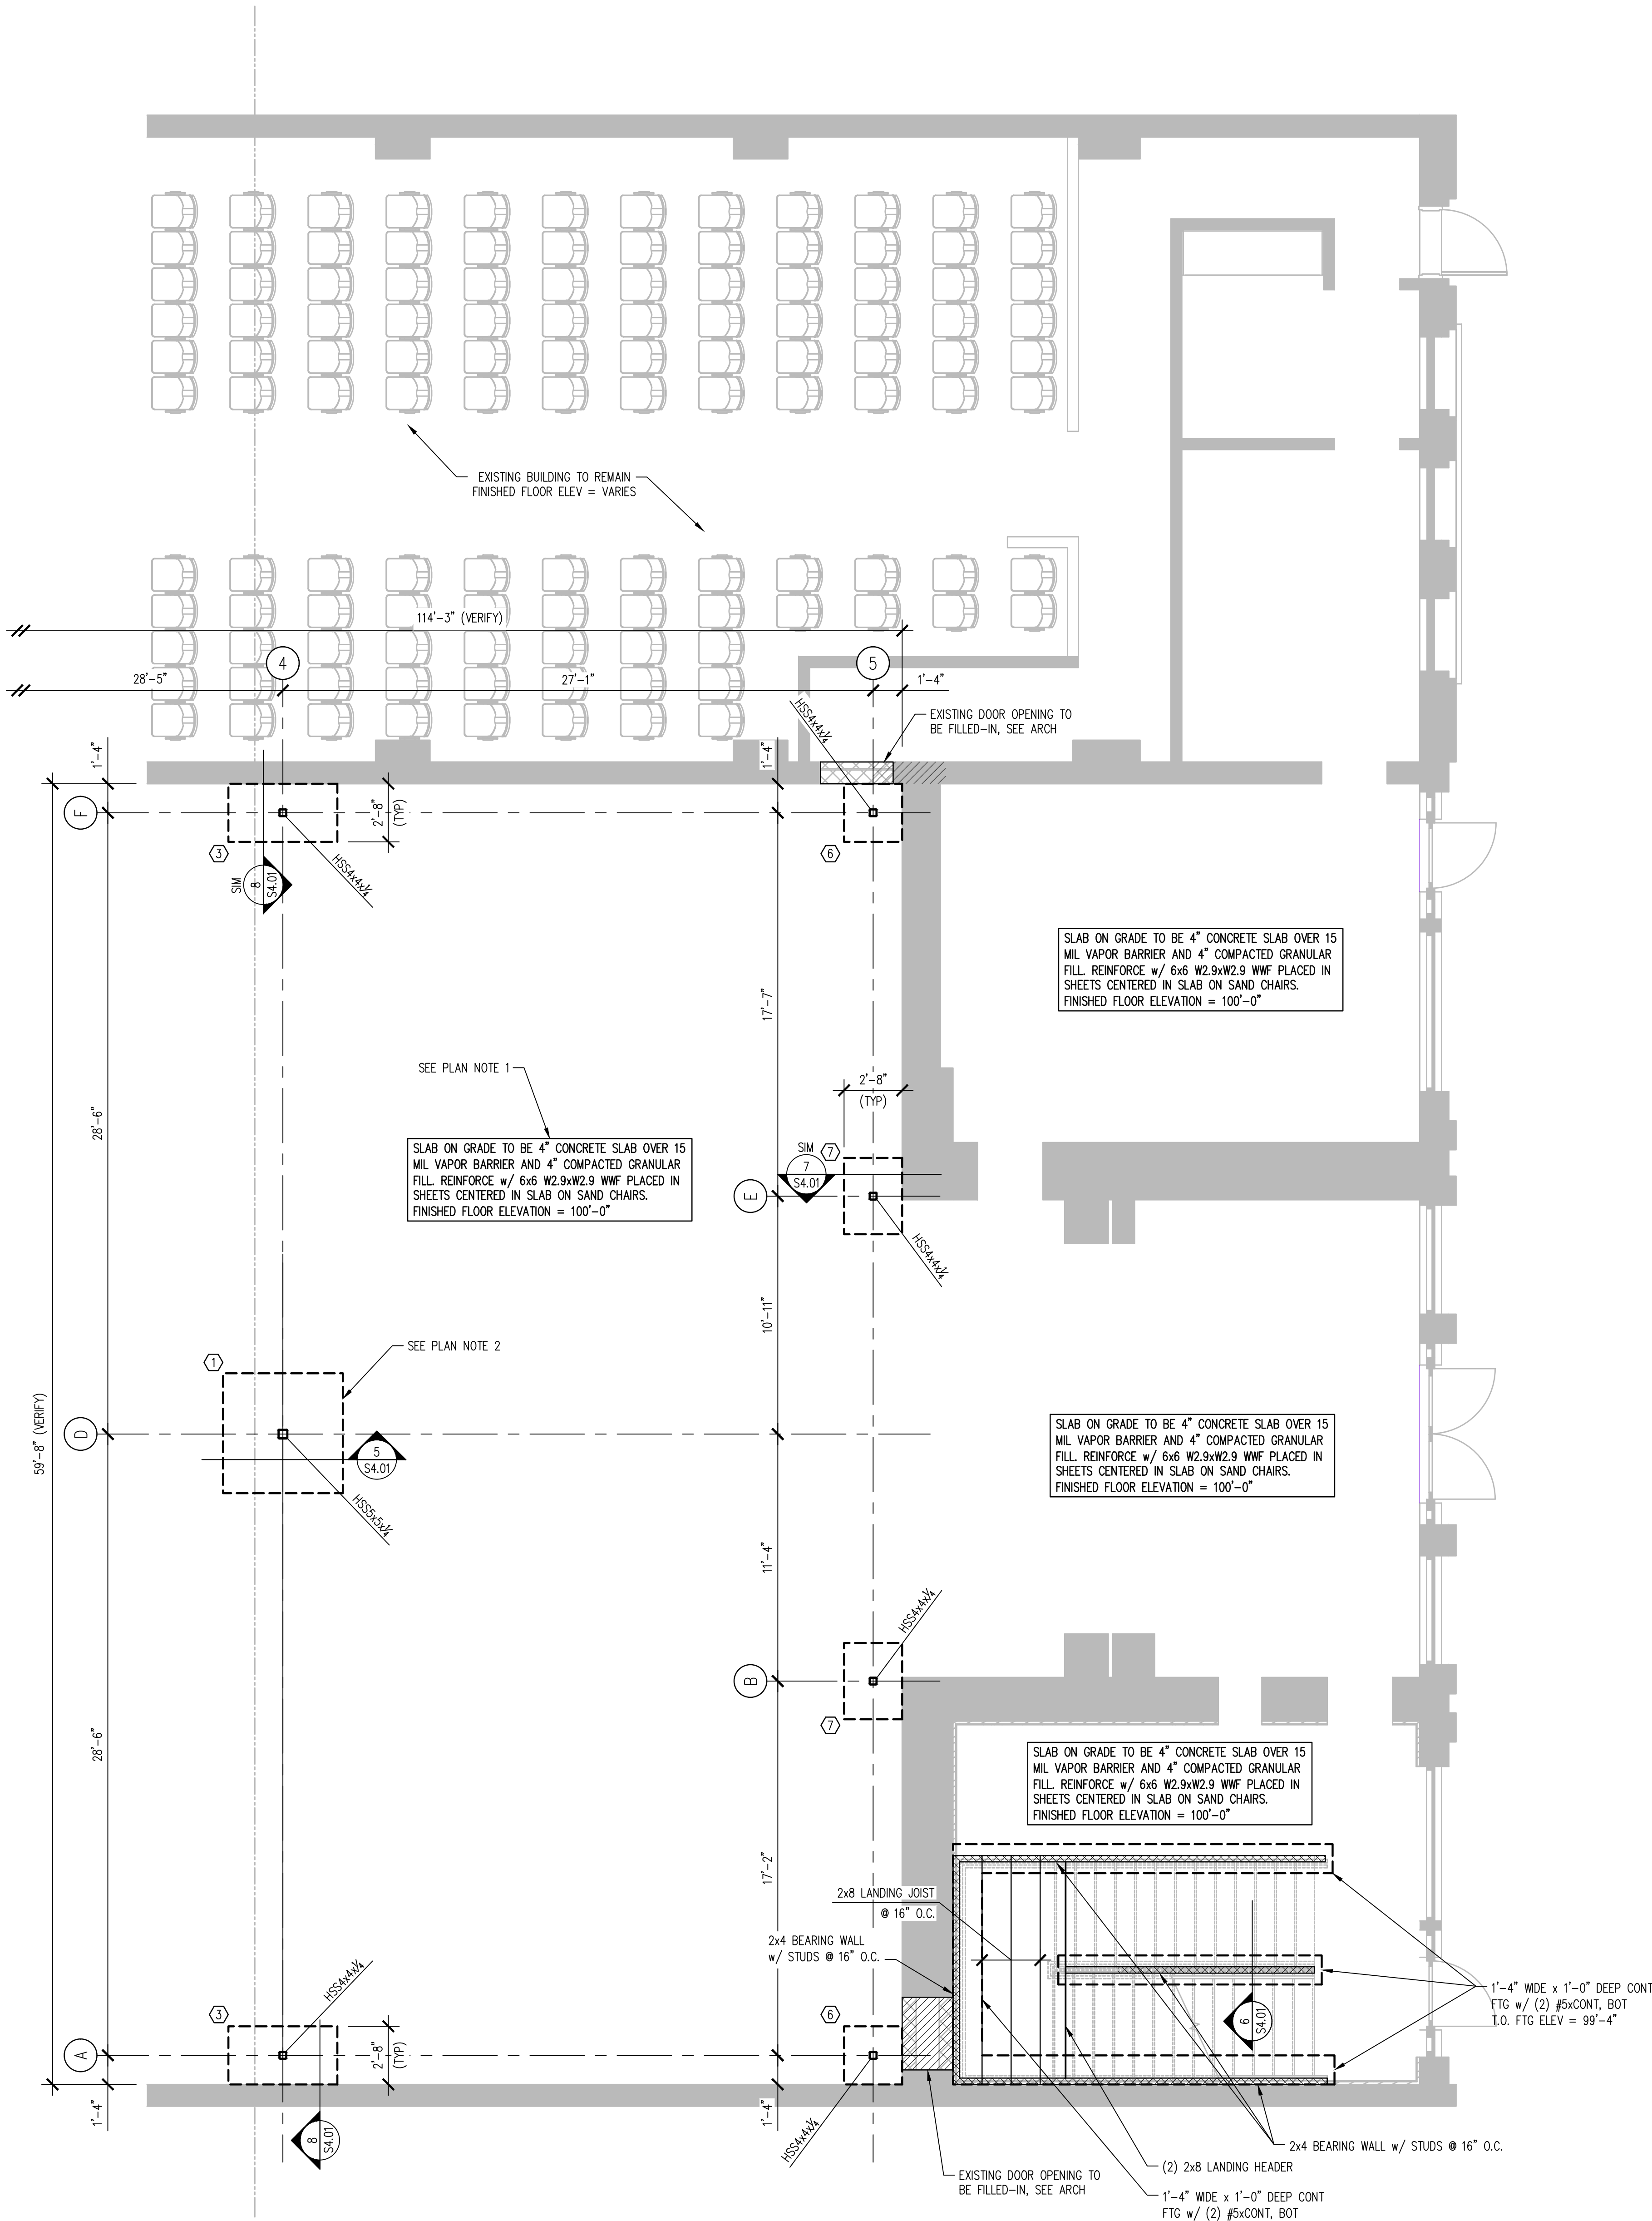 EXISTING BUILDING TO REMAIN
FINISHED FLOOR ELEV = VARIES
114'-3" (VERIFY)
4
5
28'-5"
27'-1"
1'-4"
HSS4x4x¼
EXISTING DOOR OPENING TO
BE FILLED-IN, SEE ARCH
1'-4"
1'-4"
F
2'-8"
(TYP)
3
6
SIM
8
S4.01
HSS4x4x¼
SLAB ON GRADE TO BE 4" CONCRETE SLAB OVER 15
MIL VAPOR BARRIER AND 4" COMPACTED GRANULAR
FILL. REINFORCE w/ 6x6 W2.9xW2.9 WWF PLACED IN
SHEETS CENTERED IN SLAB ON SAND CHAIRS.
FINISHED FLOOR ELEVATION = 100'-0"
17'-7"
SEE PLAN NOTE 1
2'-8"
(TYP)
28'-6"
SLAB ON GRADE TO BE 4" CONCRETE SLAB OVER 15
MIL VAPOR BARRIER AND 4" COMPACTED GRANULAR
FILL. REINFORCE w/ 6x6 W2.9xW2.9 WWF PLACED IN
SHEETS CENTERED IN SLAB ON SAND CHAIRS.
FINISHED FLOOR ELEVATION = 100'-0"
SIM
7
7
S4.01
E
HSS4x4x¼
10'-11"
SEE PLAN NOTE 2
1
59'-8" (VERIFY)
D
5
S4.01
HSS5x5x¼
SLAB ON GRADE TO BE 4" CONCRETE SLAB OVER 15
MIL VAPOR BARRIER AND 4" COMPACTED GRANULAR
FILL. REINFORCE w/ 6x6 W2.9xW2.9 WWF PLACED IN
SHEETS CENTERED IN SLAB ON SAND CHAIRS.
FINISHED FLOOR ELEVATION = 100'-0"
11'-4"
HSS4x4x¼
B
7
28'-6"
SLAB ON GRADE TO BE 4" CONCRETE SLAB OVER 15
MIL VAPOR BARRIER AND 4" COMPACTED GRANULAR
FILL. REINFORCE w/ 6x6 W2.9xW2.9 WWF PLACED IN
SHEETS CENTERED IN SLAB ON SAND CHAIRS.
FINISHED FLOOR ELEVATION = 100'-0"
17'-2"
2x8 LANDING JOIST
@ 16" O.C.
2x4 BEARING WALL
w/ STUDS @ 16" O.C.
HSS4x4x¼
3
6
A
2'-8"
(TYP)
6
S4.01
1'-4" WIDE x 1'-0" DEEP CONT
FTG w/ (2) #5xCONT, BOT
T.O. FTG ELEV = 99'-4"
1'-4"
1'-4"
8
S4.01
HSS4x4x¼
2x4 BEARING WALL w/ STUDS @ 16" O.C.
(2) 2x8 LANDING HEADER
EXISTING DOOR OPENING TO
BE FILLED-IN, SEE ARCH
1'-4" WIDE x 1'-0" DEEP CONT
FTG w/ (2) #5xCONT, BOT